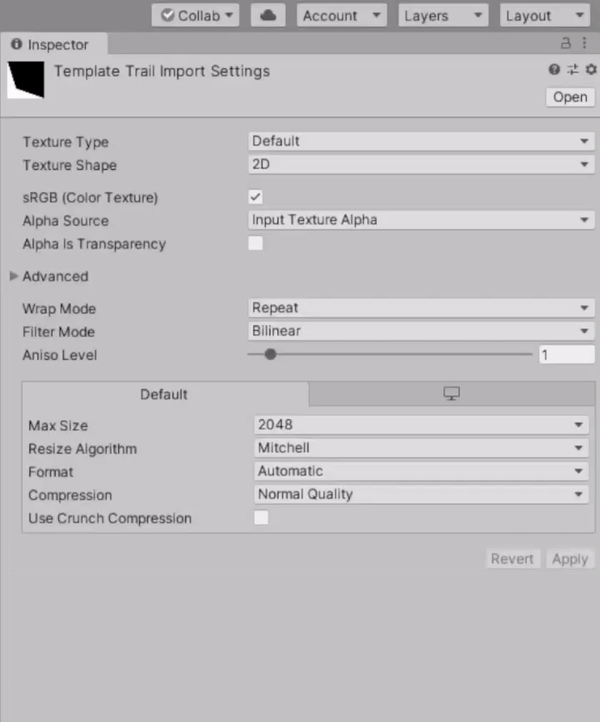 Collab Account Layers Layout
Inspector
Template Trail Import Settings
Open
Texture Type Default
Texture Shape 2D
sRGB (Color Texture)
Alpha Source Input Texture Alpha
Alpha Is Transparency
Advanced
Wrap Mode Repeat
Filter Mode Bilinear
Aniso Level 1
Default
Max Size 2048
Resize Algorithm Mitchell
Format Automatic
Compression Normal Quality
Use Crunch Compression
Revert Apply